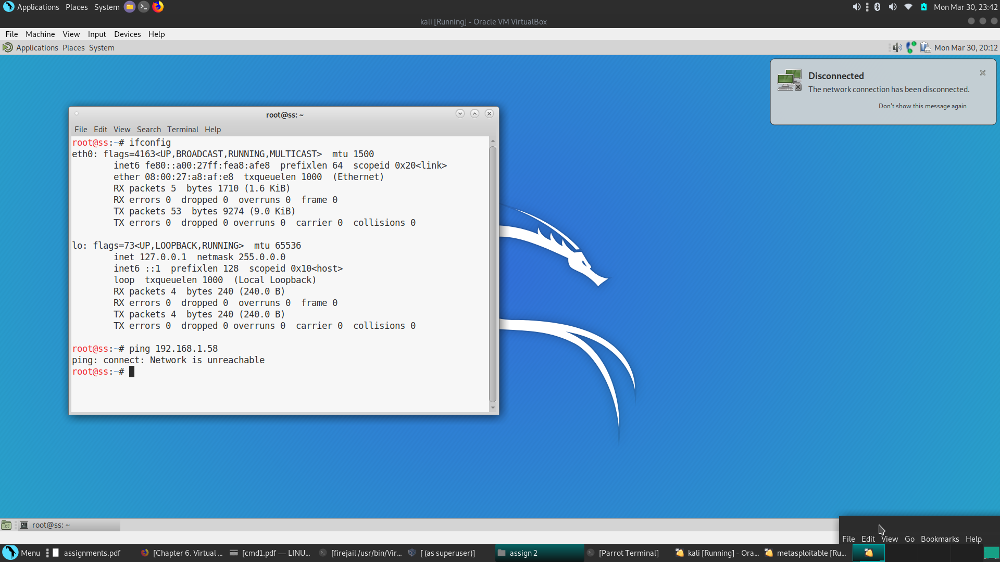 Applications Places System
Mon Mar 30, 23:42
kali [Running] - Oracle VM VirtualBox
File Machine View Input Devices Help
Applications Places System
Mon Mar 30, 20:12
Disconnected
The network connection has been disconnected.
Don't show this message again
root@ss: ~
File Edit View Search Terminal Help
root@ss:~# ifconfig
eth0: flags=4163<UP,BROADCAST,RUNNING,MULTICAST>  mtu 1500
        inet6 fe80::a00:27ff:fea8:afe8  prefixlen 64  scopeid 0x20<link>
        ether 08:00:27:a8:af:e8  txqueuelen 1000  (Ethernet)
        RX packets 5  bytes 1710 (1.6 KiB)
        RX errors 0  dropped 0  overruns 0  frame 0
        TX packets 53  bytes 9274 (9.0 KiB)
        TX errors 0  dropped 0 overruns 0  carrier 0  collisions 0
lo: flags=73<UP,LOOPBACK,RUNNING>  mtu 65536
        inet 127.0.0.1  netmask 255.0.0.0
        inet6 ::1  prefixlen 128  scopeid 0x10<host>
        loop  txqueuelen 1000  (Local Loopback)
        RX packets 4  bytes 240 (240.0 B)
        RX errors 0  dropped 0  overruns 0  frame 0
        TX packets 4  bytes 240 (240.0 B)
        TX errors 0  dropped 0 overruns 0  carrier 0  collisions 0
root@ss:~# ping 192.168.1.58
ping: connect: Network is unreachable
root@ss:~#
root@ss: ~
File Edit View Go Bookmarks Help
Menu
assignments.pdf
[Chapter 6. Virtual ...
[cmd1.pdf — LINU...
[firejail /usr/bin/Vir...
[ (as superuser)]
assign 2
[Parrot Terminal]
kali [Running] - Ora...
metasploitable [Ru...